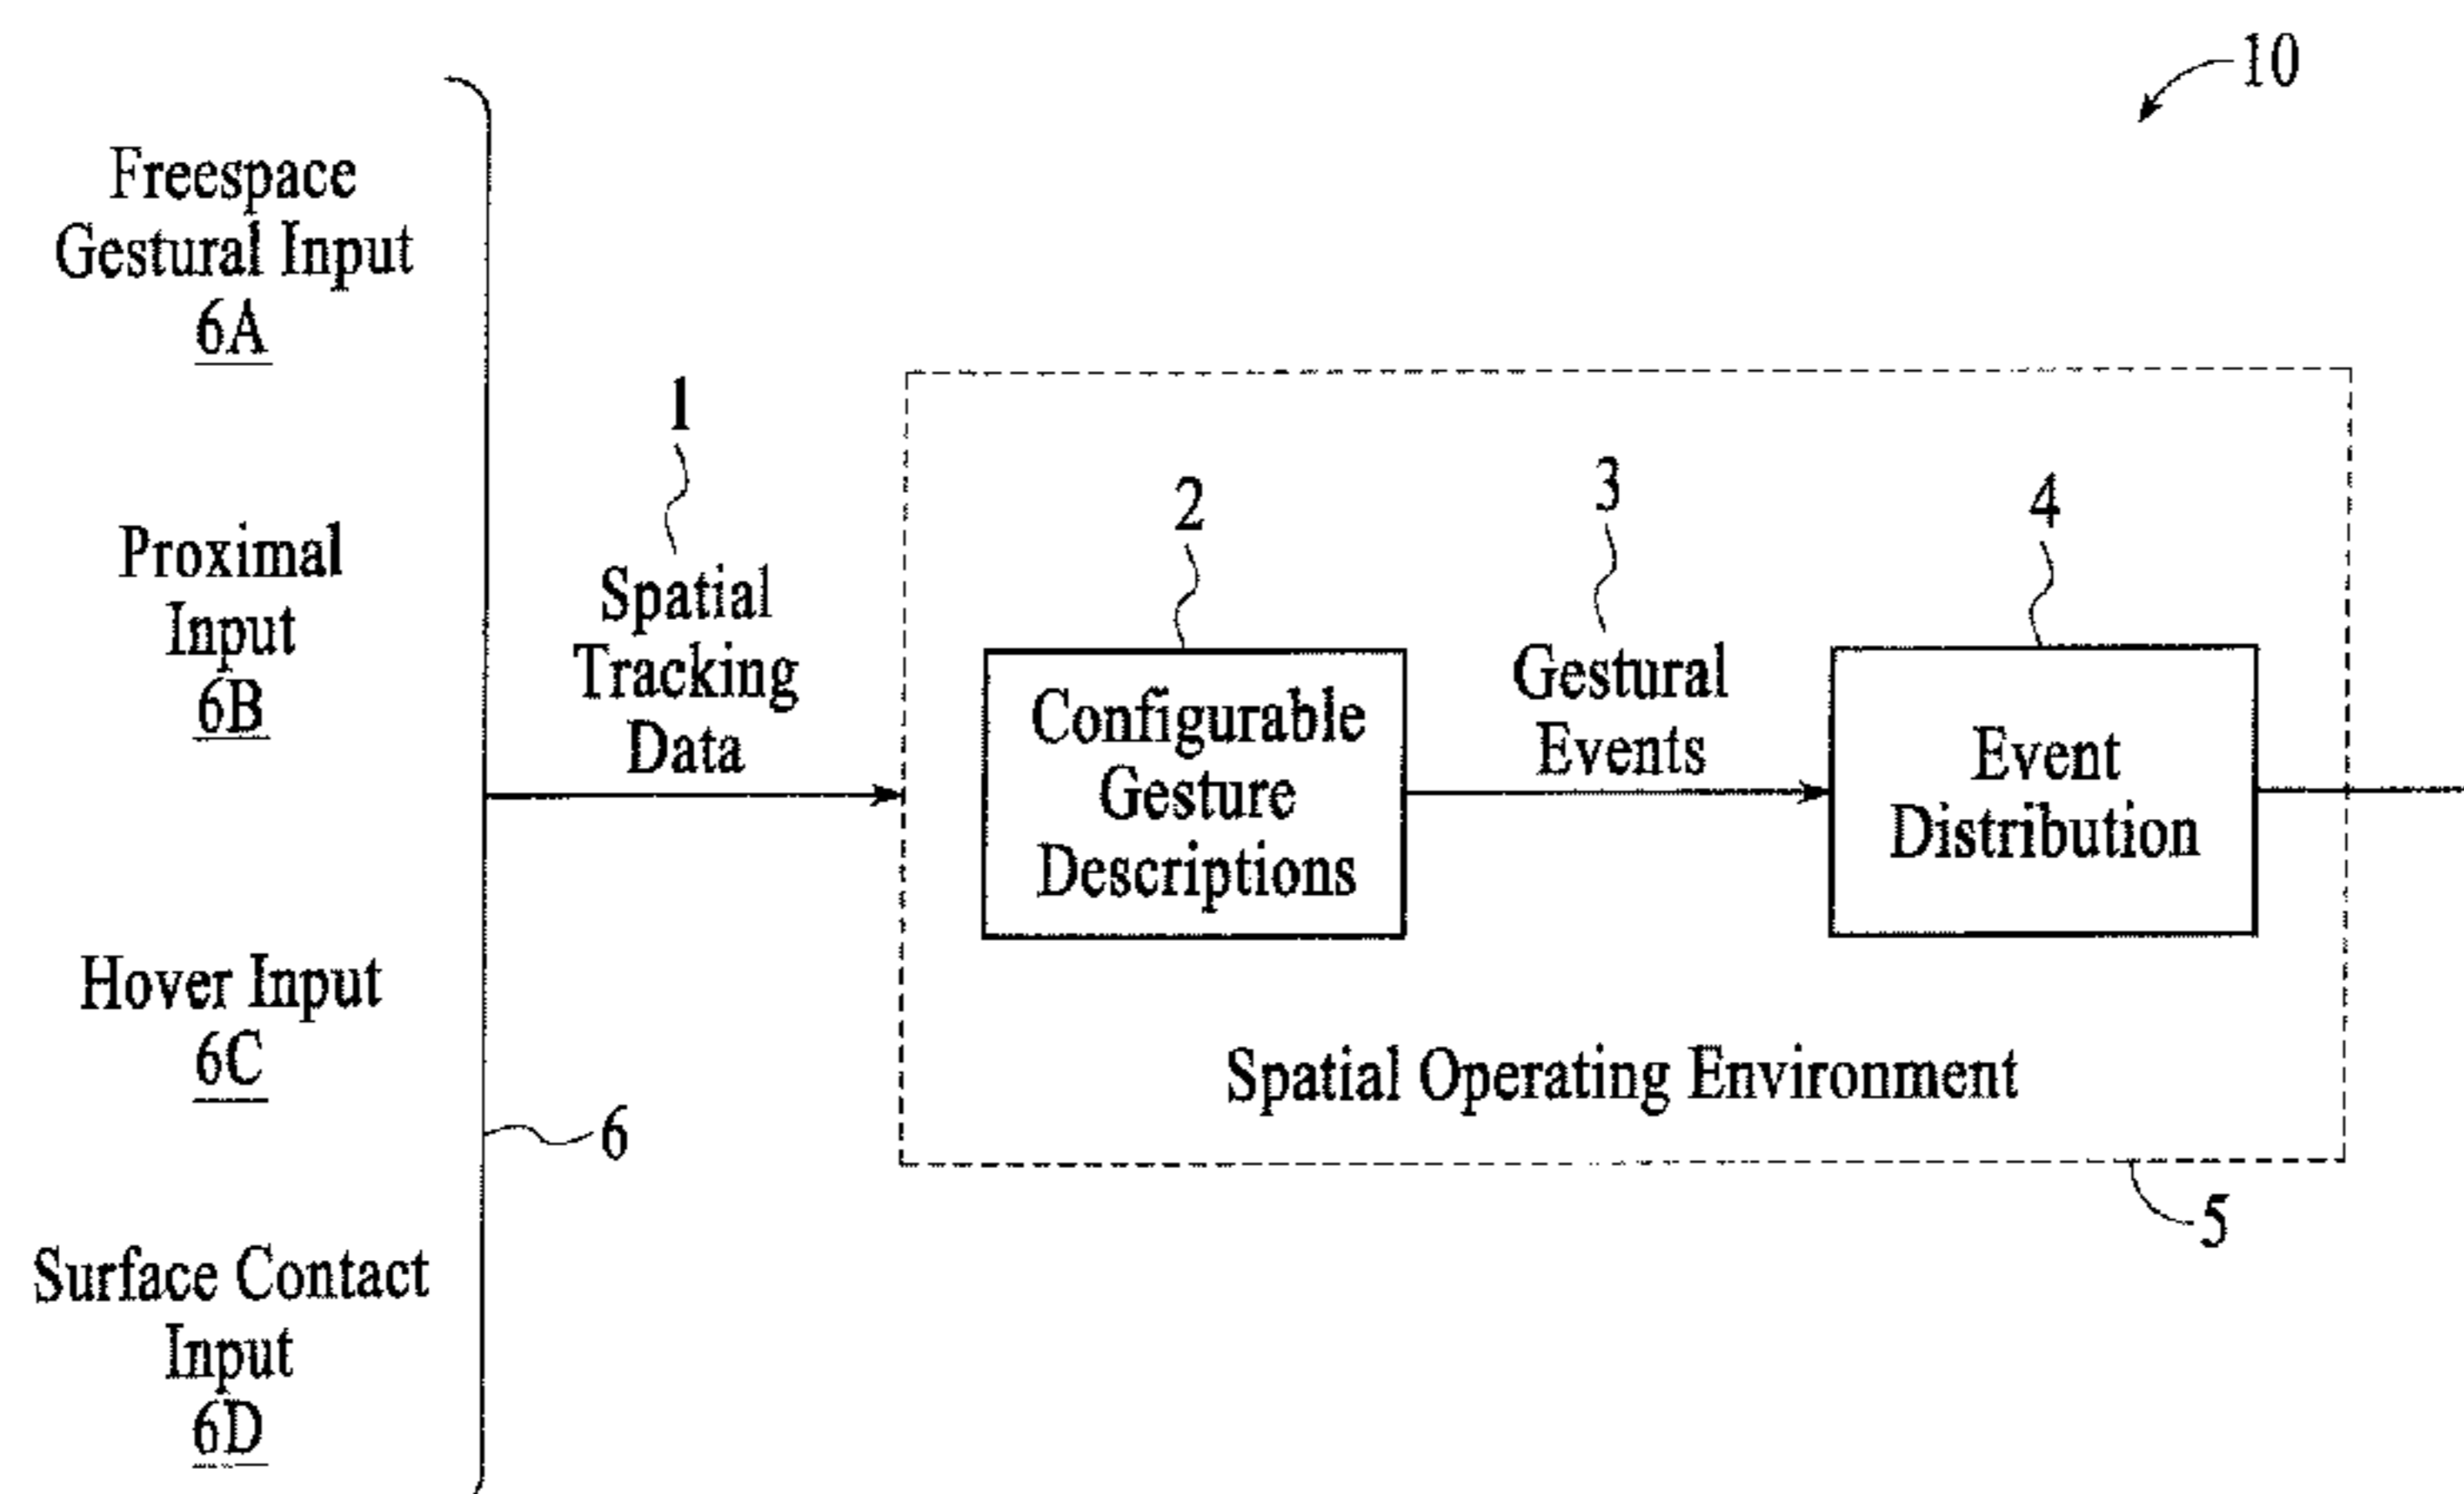 10
Freespace
Gestural Input
6A
Proximal
Input
6B
Hover Input
6C
Surface Contact
Input
6D
6
1
Spatial
Tracking
Data
2
Configurable
Gesture
Descriptions
3
Gestural
Events
4
Event
Distribution
Spatial Operating Environment
5